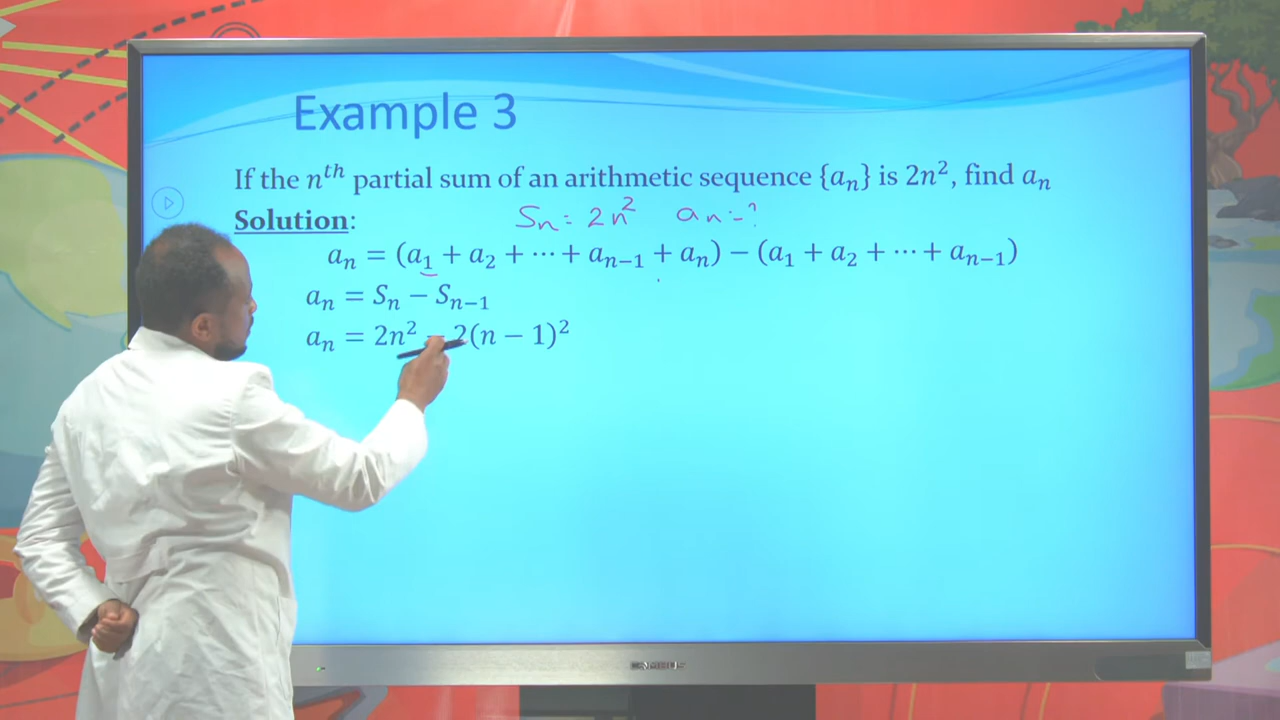 Example 3
If the nᵗʰ partial sum of an arithmetic sequence {aₙ} is 2n², find aₙ
Solution:
Sn = 2n² an = ?
aₙ = (a₁ + a₂ + ⋯ + aₙ₋₁ + aₙ) − (a₁ + a₂ + ⋯ + aₙ₋₁)
aₙ = Sₙ − Sₙ₋₁
aₙ = 2n² − 2(n − 1)²